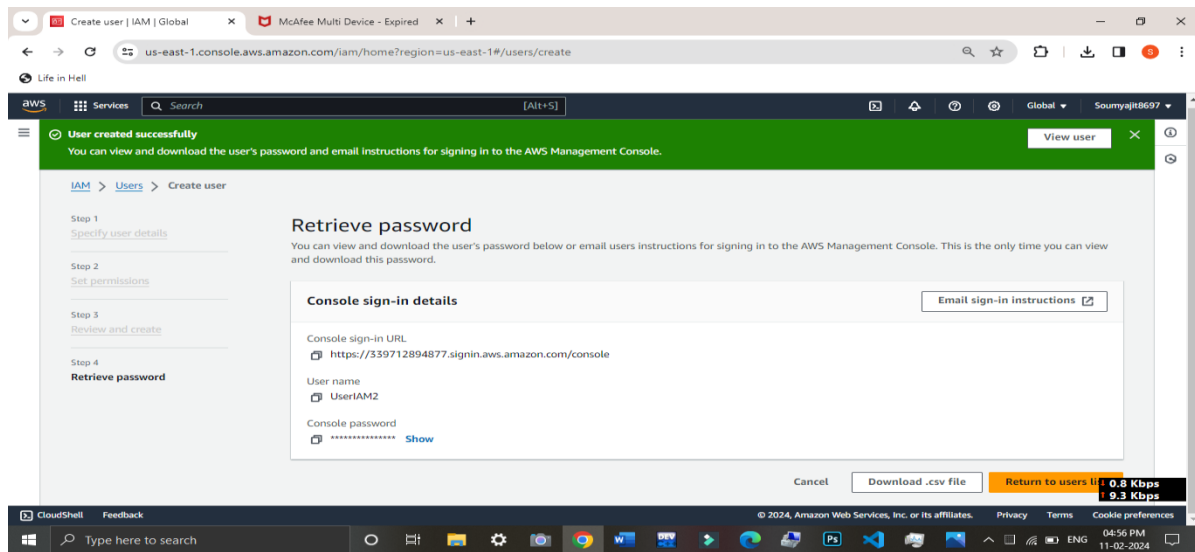 Create user | IAM | Global
McAfee Multi Device - Expired
us-east-1.console.aws.amazon.com/iam/home?region=us-east-1#/users/create
S
Life in Hell
aws
Services
Search
[Alt+S]
Global
Soumyajit8697
User created successfully
You can view and download the user's password and email instructions for signing in to the AWS Management Console.
View user
IAM > Users > Create user
Step 1
Specify user details
Step 2
Set permissions
Step 3
Review and create
Step 4
Retrieve password
Retrieve password
You can view and download the user's password below or email users instructions for signing in to the AWS Management Console. This is the only time you can view
and download this password.
Console sign-in details
Email sign-in instructions
Console sign-in URL
https://339712894877.signin.aws.amazon.com/console
User name
UserIAM2
Console password
*************** Show
Cancel
Download .csv file
Return to users li
0.8 Kbps
9.3 Kbps
CloudShell
Feedback
© 2024, Amazon Web Services, Inc. or its affiliates.
Privacy
Terms
Cookie preferences
Type here to search
W
DEV
PS
ENG
04:56 PM
11-02-2024